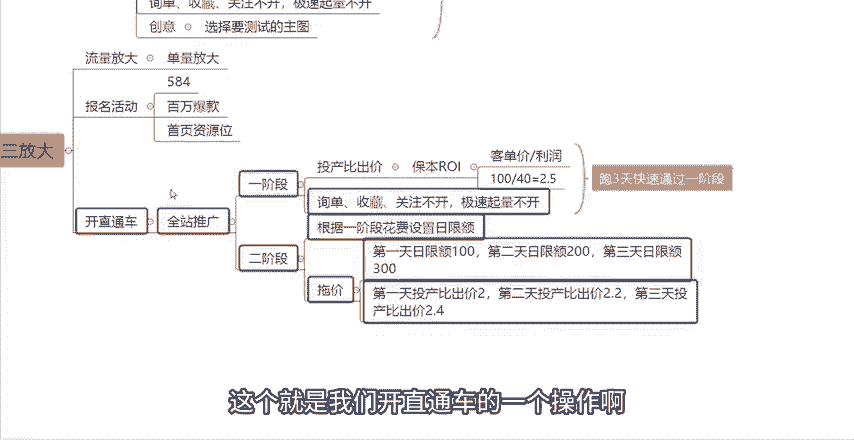 询单、收藏、关注不开，极速起量不开
创意
选择要测试的主图
三放大
流量放大
单量放大
报名活动
584
百万爆款
首页资源位
开直通车
全站推广
一阶段
投产比出价
保本ROI
客单价/利润
100/40=2.5
询单、收藏、关注不开，极速起量不开
跑3天快速通过一阶段
二阶段
根据一阶段花费设置日限额
拖价
第一天日限额100，第二天日限额200，第三天日限额
300
第一天投产比出价2，第二天投产比出价2.2，第三天投
产比出价2.4
这个就是我们开直通车的一个操作啊